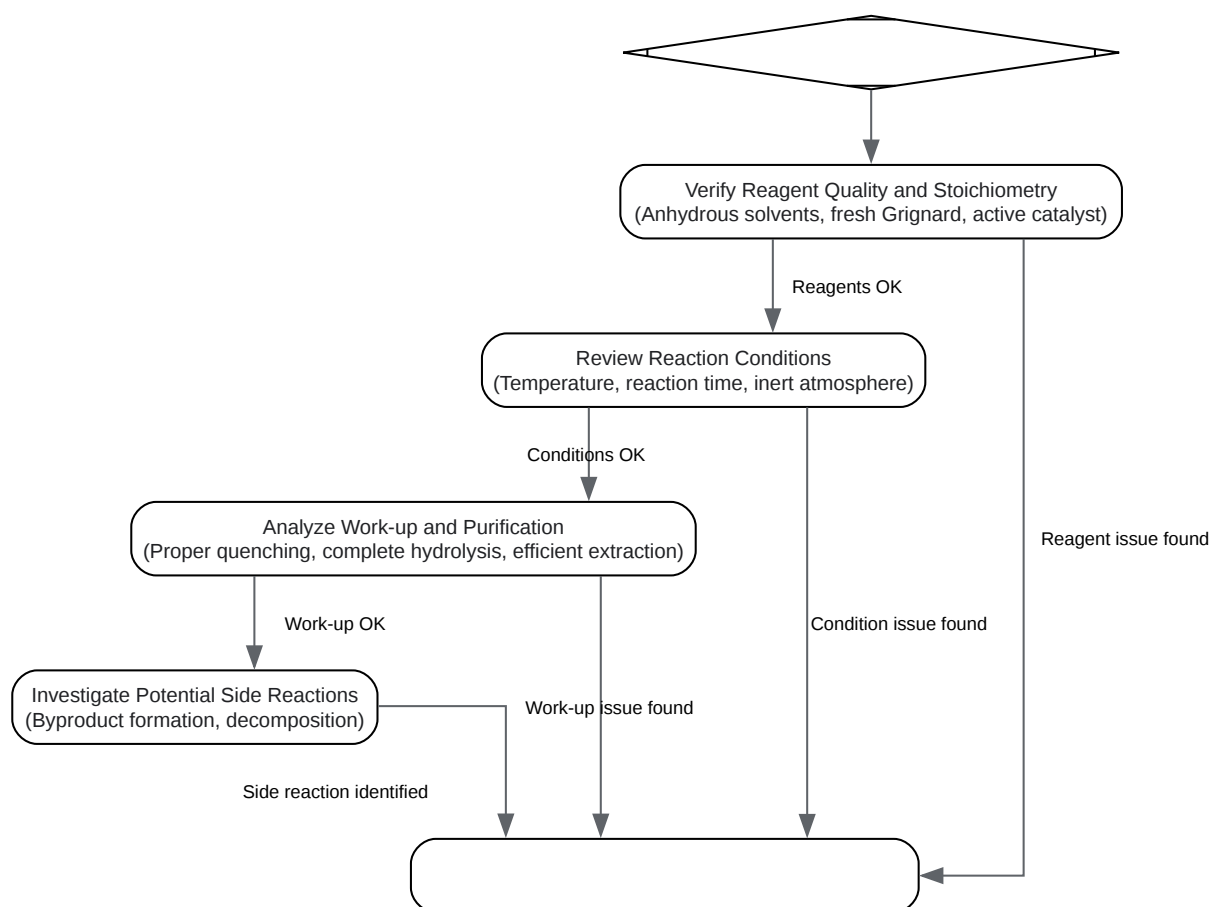 Verify Reagent Quality and Stoichiometry
(Anhydrous solvents, fresh Grignard, active catalyst)
Reagents OK
Review Reaction Conditions
(Temperature, reaction time, inert atmosphere)
Conditions OK
Analyze Work-up and Purification
(Proper quenching, complete hydrolysis, efficient extraction)
Reagent issue found
Work-up OK
Condition issue found
Investigate Potential Side Reactions
(Byproduct formation, decomposition)
Work-up issue found
Side reaction identified